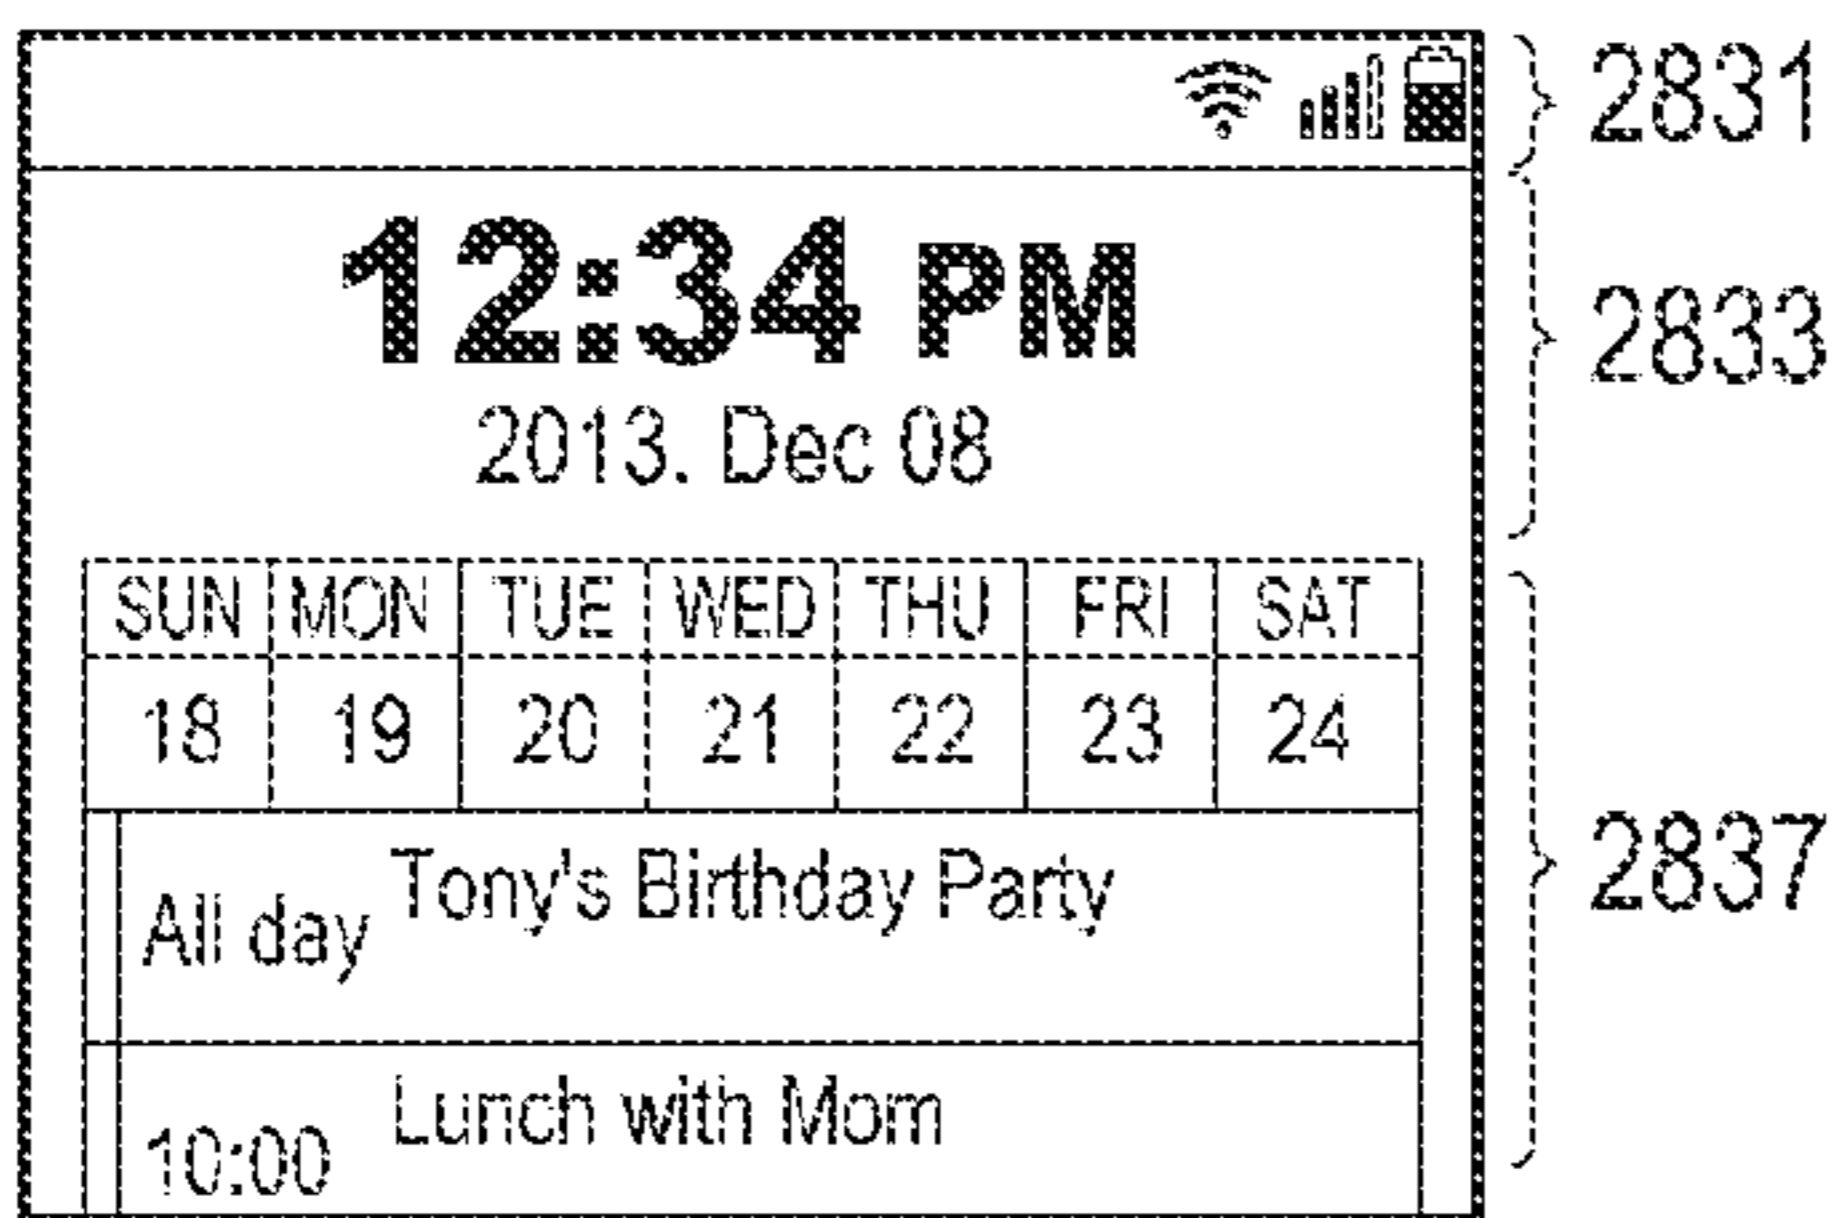 2831
12:34 PM
2833
2013. Dec 08
SUN MON TUE WED THU FRI SAT
18 19 20 21 22 23 24
2837
All day Tony's Birthday Party
10:00 Lunch with Mom